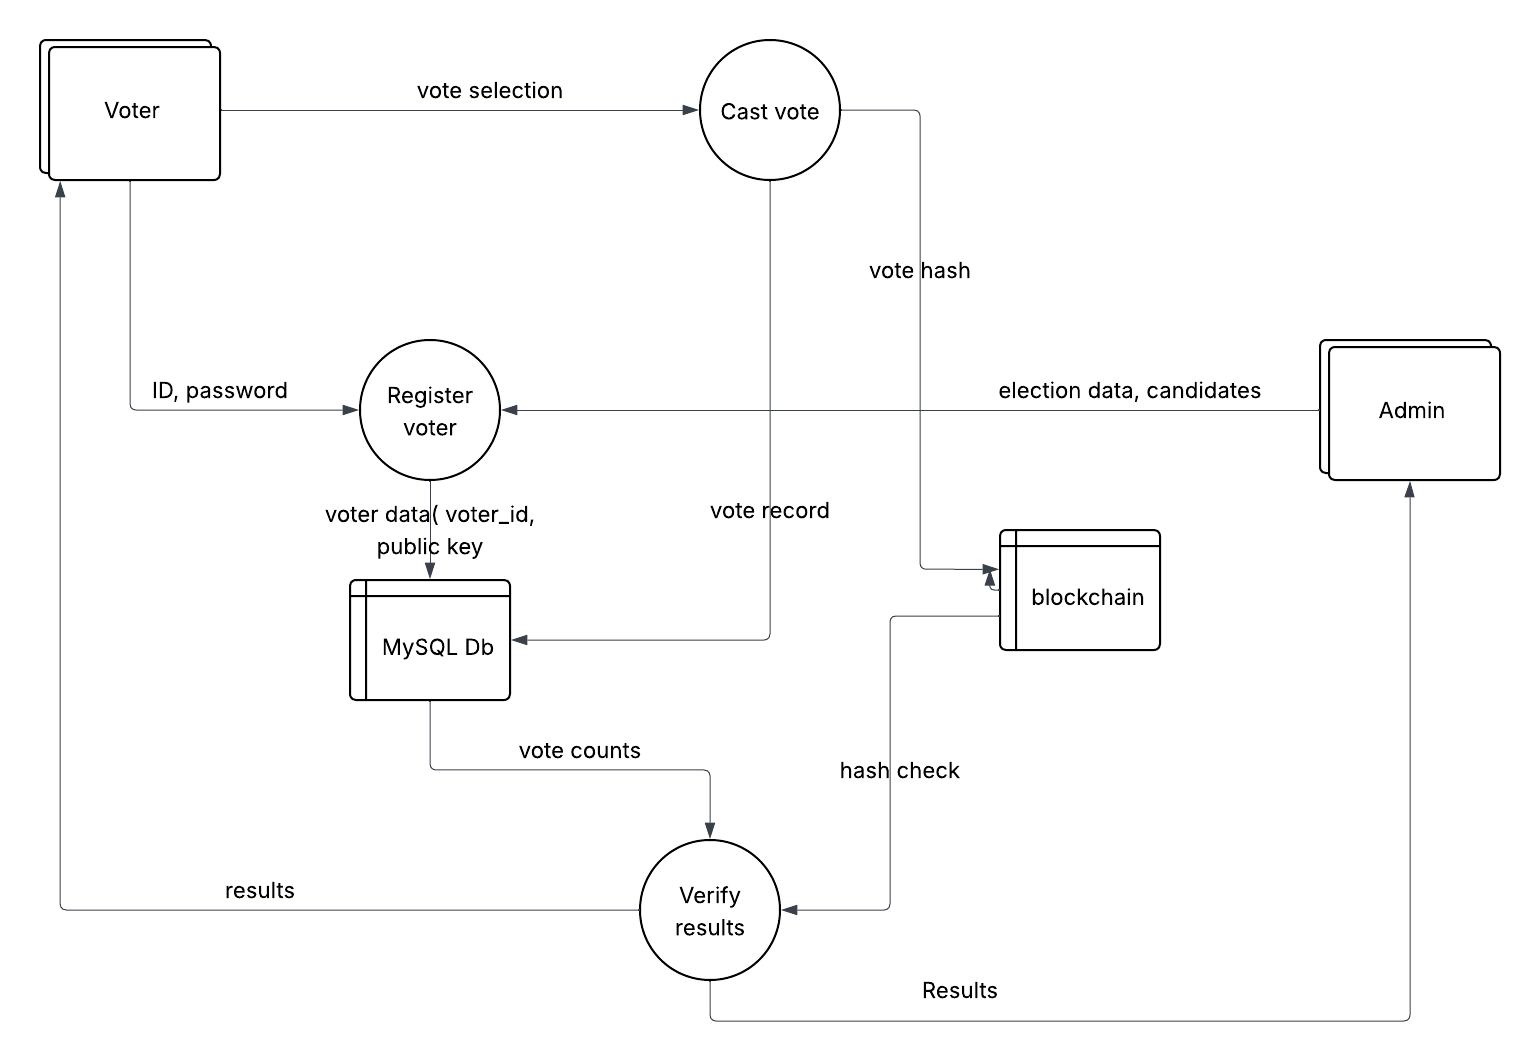 vote selection
Voter
Cast vote
vote hash
ID, password
Register
voter
election data, candidates
Admin
voter data( voter_id,
public key
vote record
blockchain
MySQL Db
vote counts
hash check
results
Verify
results
Results